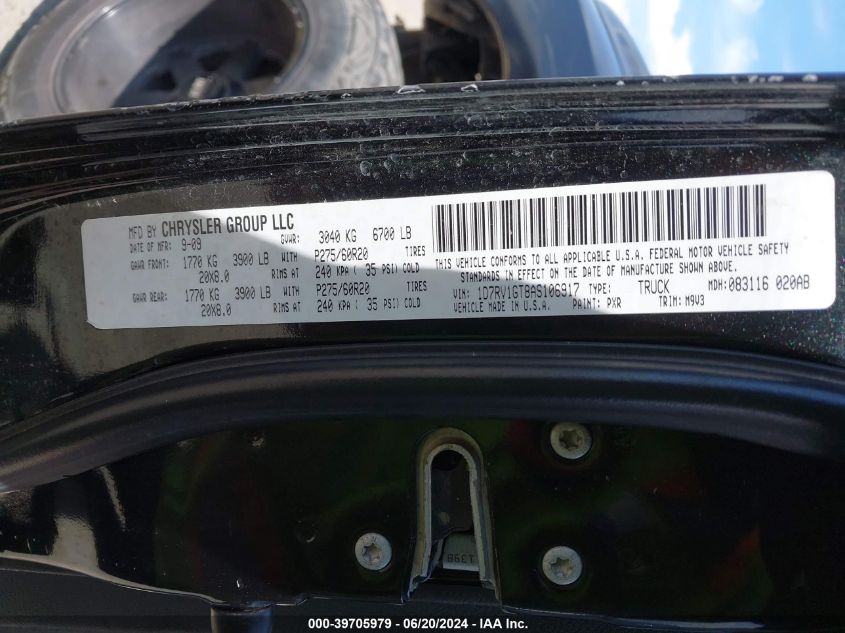 MFD BY CHRYSLER GROUP LLC
DATE OF MFR: 9-09 GVWR: 3040 KG 6700 LB
GAWR FRONT: 1770 KG 3900 LB WITH P275/60R20 TIRES
20X8.0 RIMS AT 240 KPA ( 35 PSI) COLD
GAWR REAR: 1770 KG 3900 LB WITH P275/60R20 TIRES
20X8.0 RIMS AT 240 KPA ( 35 PSI) COLD
THIS VEHICLE CONFORMS TO ALL APPLICABLE U.S.A. FEDERAL MOTOR VEHICLE SAFETY
STANDARDS IN EFFECT ON THE DATE OF MANUFACTURE SHOWN ABOVE.
MDH: 083116 020AB
VIN: 1D7RV1GT8AS106917 TYPE: TRUCK
VEHICLE MADE IN U.S.A. PAINT: PXR TRIM: M9V3
T39B
000-39705979 - 06/20/2024 - IAA Inc.